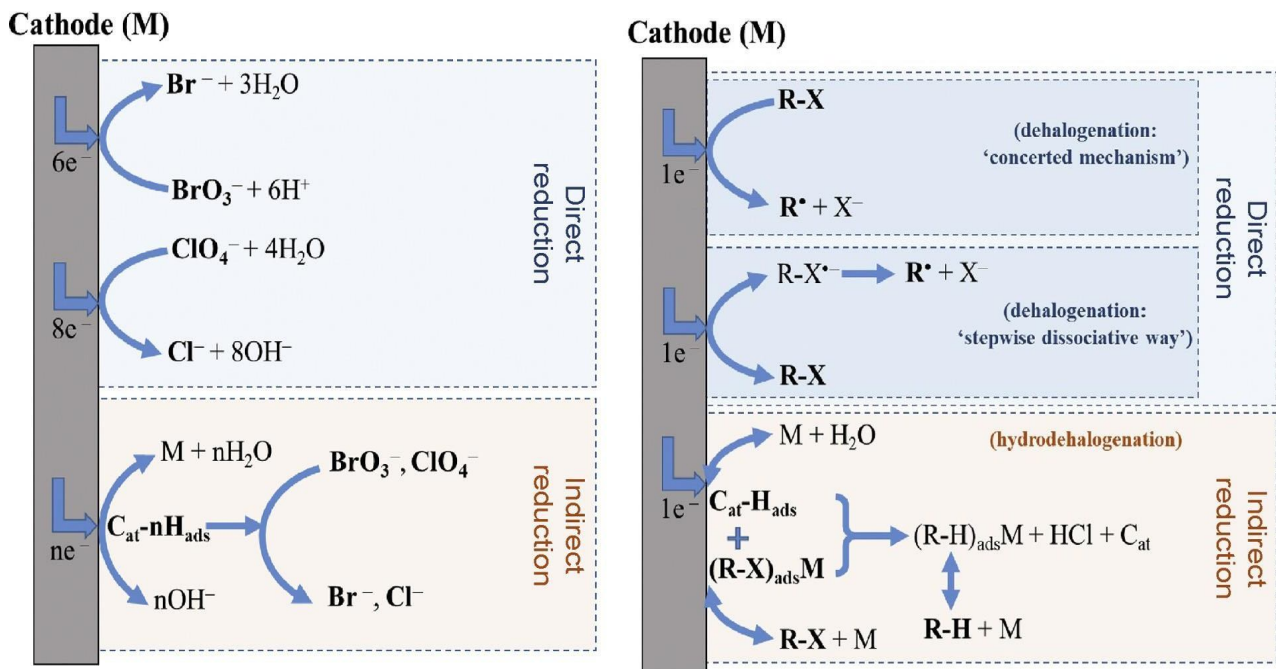 Cathode (M)
Br⁻ + 3H₂O
6e⁻
BrO₃⁻ + 6H⁺
ClO₄⁻ + 4H₂O
8e⁻
Cl⁻ + 8OH⁻
Direct
reduction
M + nH₂O
BrO₃⁻, ClO₄⁻
Cat-nHads
ne⁻
nOH⁻
Br⁻, Cl⁻
Indirect
reduction
Cathode (M)
R-X
(dehalogenation:
‘concerted mechanism’)
1e⁻
R• + X⁻
R-X•⁻
R• + X⁻
(dehalogenation:
‘stepwise dissociative way’)
1e⁻
R-X
Direct
reduction
M + H₂O
(hydrodehalogenation)
1e⁻
Cat-Hads
+
(R-X)adsM
(R-H)adsM + HCl + Cat
R-X + M
R-H + M
Indirect
reduction